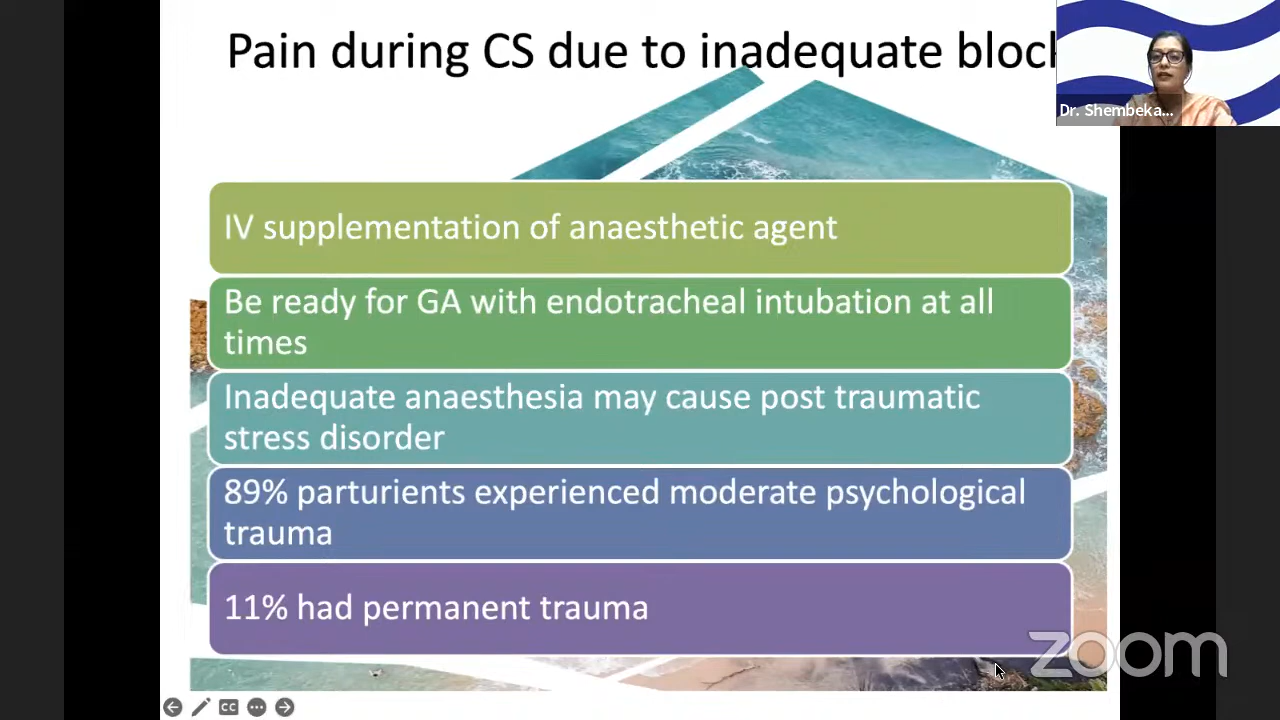 Pain during CS due to inadequate block
Dr. Shembeka...
IV supplementation of anaesthetic agent
Be ready for GA with endotracheal intubation at all
times
Inadequate anaesthesia may cause post traumatic
stress disorder
89% parturients experienced moderate psychological
trauma
11% had permanent trauma
zoom
CC